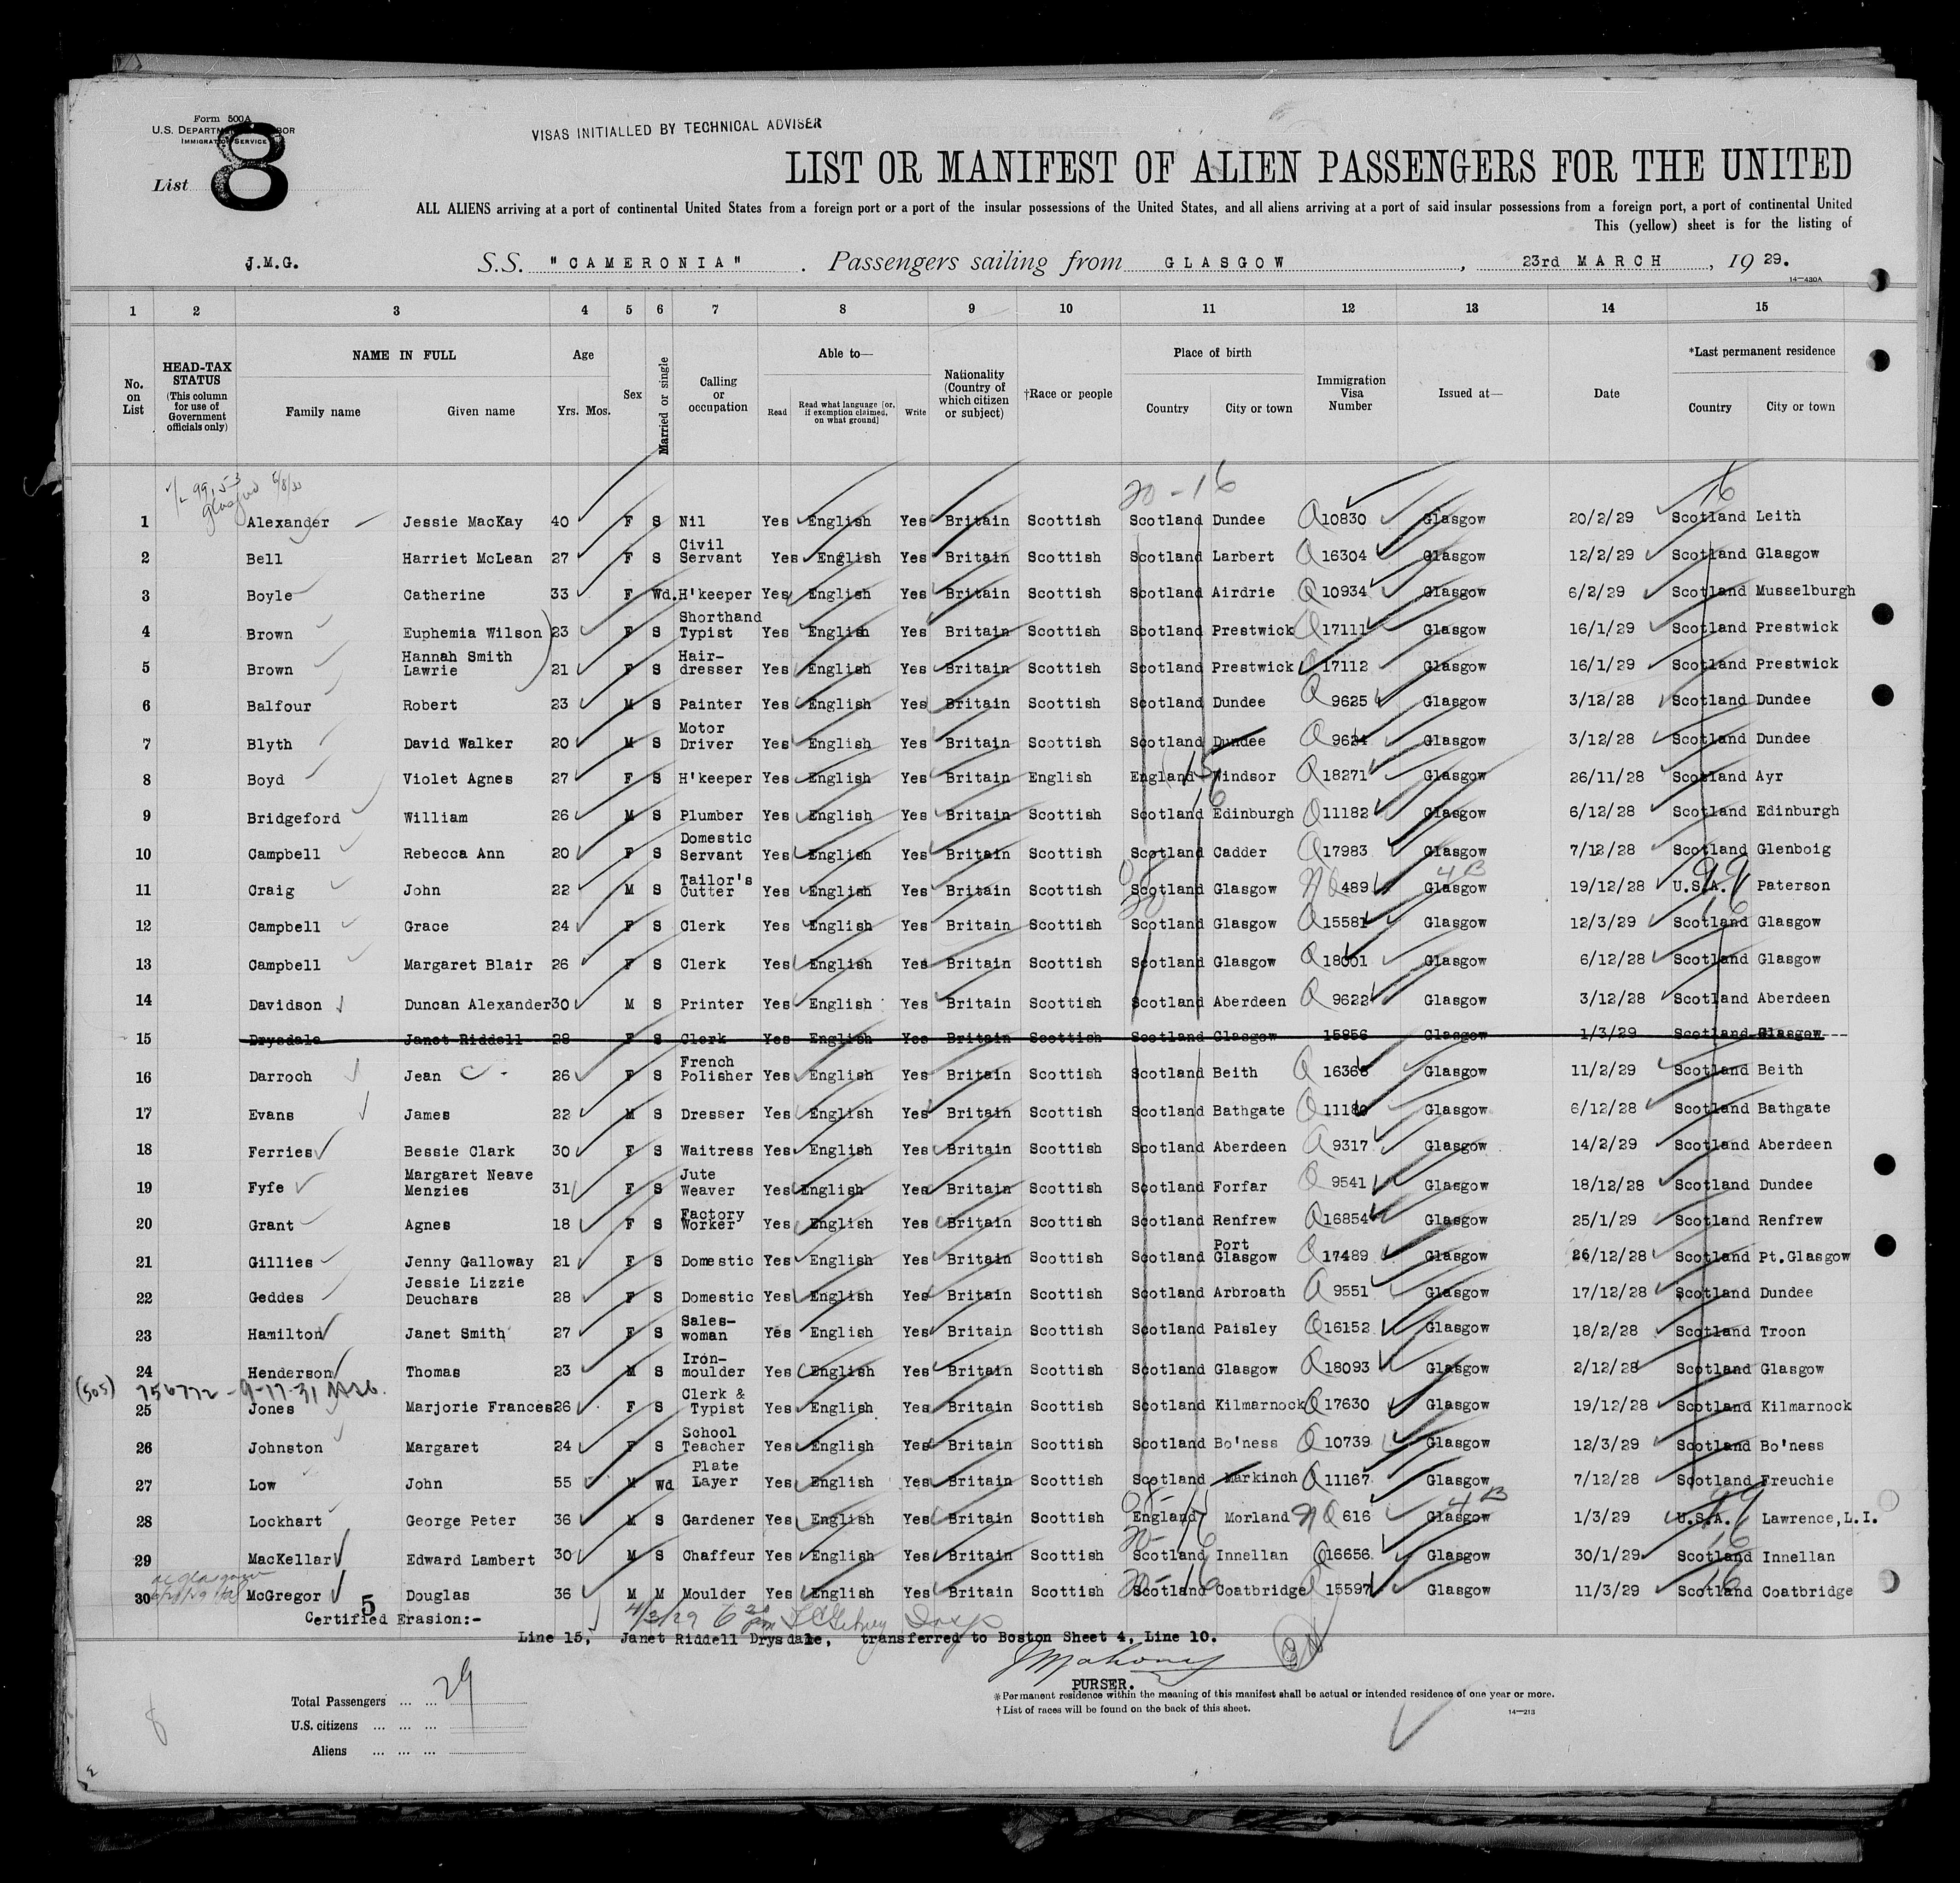 Form 500A
U.S. DEPARTMENT OF LABOR
IMMIGRATION SERVICE
List 8
VISAS INITIALLED BY TECHNICAL ADVISER
LIST OR MANIFEST OF ALIEN PASSENGERS FOR THE UNITED
ALL ALIENS arriving at a port of continental United States from a foreign port or a port of the insular possessions of the United States, and all aliens arriving at a port of said insular possessions from a foreign port, a port of continental United
This (yellow) sheet is for the listing of
J.M.G. S.S. "CAMERONIA". Passengers sailing from GLASGOW, 23rd MARCH, 19 29.
14—430A
1 2 3 4 5 6 7 8 9 10 11 12 13 14 15
No. on List HEAD-TAX STATUS (This column for use of Government officials only) NAME IN FULL Family name Given name Age Yrs. Mos. Sex Married or single Calling or occupation Able to— Read Read what language [or, if exemption claimed, on what ground] Write Nationality (Country of which citizen or subject) †Race or people Place of birth Country City or town Immigration Visa Number Issued at— Date *Last permanent residence Country City or town
20-16 16
1 Alexander Jessie MacKay 40 F S Nil Yes English Yes Britain Scottish Scotland Dundee Q 10830 Glasgow 20/2/29 Scotland Leith
2 Bell Harriet McLean 27 F S Civil Servant Yes English Yes Britain Scottish Scotland Larbert Q 16304 Glasgow 12/2/29 Scotland Glasgow
3 Boyle Catherine 33 F Wd. H'keeper Yes English Yes Britain Scottish Scotland Airdrie Q 10934 Glasgow 6/2/29 Scotland Musselburgh
4 Brown Euphemia Wilson 23 F S Shorthand Typist Yes English Yes Britain Scottish Scotland Prestwick Q 17111 Glasgow 16/1/29 Scotland Prestwick
5 Brown Hannah Smith Lawrie 21 F S Hair-dresser Yes English Yes Britain Scottish Scotland Prestwick 17112 Glasgow 16/1/29 Scotland Prestwick
6 Balfour Robert 23 M S Painter Yes English Yes Britain Scottish Scotland Dundee Q 9625 Glasgow 3/12/28 Scotland Dundee
7 Blyth David Walker 20 M S Motor Driver Yes English Yes Britain Scottish Scotland Dundee Q 9624 Glasgow 3/12/28 Scotland Dundee
8 Boyd Violet Agnes 27 F S H'keeper Yes English Yes Britain English England 15 Windsor Q 18271 Glasgow 26/11/28 Scotland Ayr
9 Bridgeford William 26 M S Plumber Yes English Yes Britain Scottish Scotland 16 Edinburgh Q 11182 Glasgow 6/12/28 Scotland Edinburgh
10 Campbell Rebecca Ann 20 F S Domestic Servant Yes English Yes Britain Scottish Scotland Cadder Q 17983 Glasgow 7/12/28 Scotland Glenboig
11 Craig John 22 M S Tailor's Cutter Yes English Yes Britain Scottish Scotland Glasgow NQ 489 Glasgow 4B 19/12/28 U.S.A. 99 Paterson
12 Campbell Grace 24 F S Clerk Yes English Yes Britain Scottish Scotland Glasgow Q 15581 Glasgow 12/3/29 Scotland 16 Glasgow
13 Campbell Margaret Blair 26 F S Clerk Yes English Yes Britain Scottish Scotland Glasgow Q 18001 Glasgow 6/12/28 Scotland Glasgow
14 Davidson Duncan Alexander 30 M S Printer Yes English Yes Britain Scottish Scotland Aberdeen Q 9622 Glasgow 3/12/28 Scotland Aberdeen
15 Drysdale Janet Riddell 28 F S Clerk Yes English Yes Britain Scottish Scotland Glasgow 15856 Glasgow 1/3/29 Scotland Glasgow
16 Darroch Jean C. 26 F S French Polisher Yes English Yes Britain Scottish Scotland Beith Q 16368 Glasgow 11/2/29 Scotland Beith
17 Evans James 22 M S Dresser Yes English Yes Britain Scottish Scotland Bathgate Q 11180 Glasgow 6/12/28 Scotland Bathgate
18 Ferries Bessie Clark 30 F S Waitress Yes English Yes Britain Scottish Scotland Aberdeen Q 9317 Glasgow 14/2/29 Scotland Aberdeen
19 Fyfe Margaret Neave Menzies 31 F S Jute Weaver Yes English Yes Britain Scottish Scotland Forfar Q 9541 Glasgow 18/12/28 Scotland Dundee
20 Grant Agnes 18 F S Factory Worker Yes English Yes Britain Scottish Scotland Renfrew Q 16854 Glasgow 25/1/29 Scotland Renfrew
21 Gillies Jenny Galloway 21 F S Domestic Yes English Yes Britain Scottish Scotland Port Glasgow Q 17489 Glasgow 26/12/28 Scotland Pt.Glasgow
22 Geddes Jessie Lizzie Deuchars 28 F S Domestic Yes English Yes Britain Scottish Scotland Arbroath Q 9551 Glasgow 17/12/28 Scotland Dundee
23 Hamilton Janet Smith 27 F S Sales-woman Yes English Yes Britain Scottish Scotland Paisley Q 16152 Glasgow 18/2/28 Scotland Troon
24 Henderson Thomas 23 M S Iron-moulder Yes English Yes Britain Scottish Scotland Glasgow Q 18093 Glasgow 2/12/28 Scotland Glasgow
(505) 756772-9-17-31
25 Jones Marjorie Frances 26 F S Clerk & Typist Yes English Yes Britain Scottish Scotland Kilmarnock Q 17630 Glasgow 19/12/28 Scotland Kilmarnock
26 Johnston Margaret 24 F S School Teacher Yes English Yes Britain Scottish Scotland Bo'ness Q 10739 Glasgow 12/3/29 Scotland Bo'ness
27 Low John 55 M Wd Plate Layer Yes English Yes Britain Scottish Scotland Markinch Q 11167 Glasgow 7/12/28 Scotland Freuchie
28 Lockhart George Peter 36 M S Gardener Yes English Yes Britain Scottish England Morland NQ 616 Glasgow 4B 1/3/29 U.S.A. 99 Lawrence,L.I.
29 MacKellar Edward Lambert 30 M S Chaffeur Yes English Yes Britain Scottish 20-16 Scotland Innellan Q 16656 Glasgow 30/1/29 16 Scotland Innellan
30 McGregor Douglas 36 M M Moulder Yes English Yes Britain Scottish 20-16 Scotland Coatbridge 15597 Glasgow 11/3/29 16 Scotland Coatbridge
5 Certified Erasion:- 4/3/29
Line 15, Janet Riddell Drysdale, transferred to Boston Sheet 4, Line 10.
J Mahony
PURSER.
Total Passengers ... ... 29
U.S. citizens ... ... ...
Aliens ... ... ...
*Permanent residence within the meaning of this manifest shall be actual or intended residence of one year or more.
†List of races will be found on the back of this sheet.
14—213